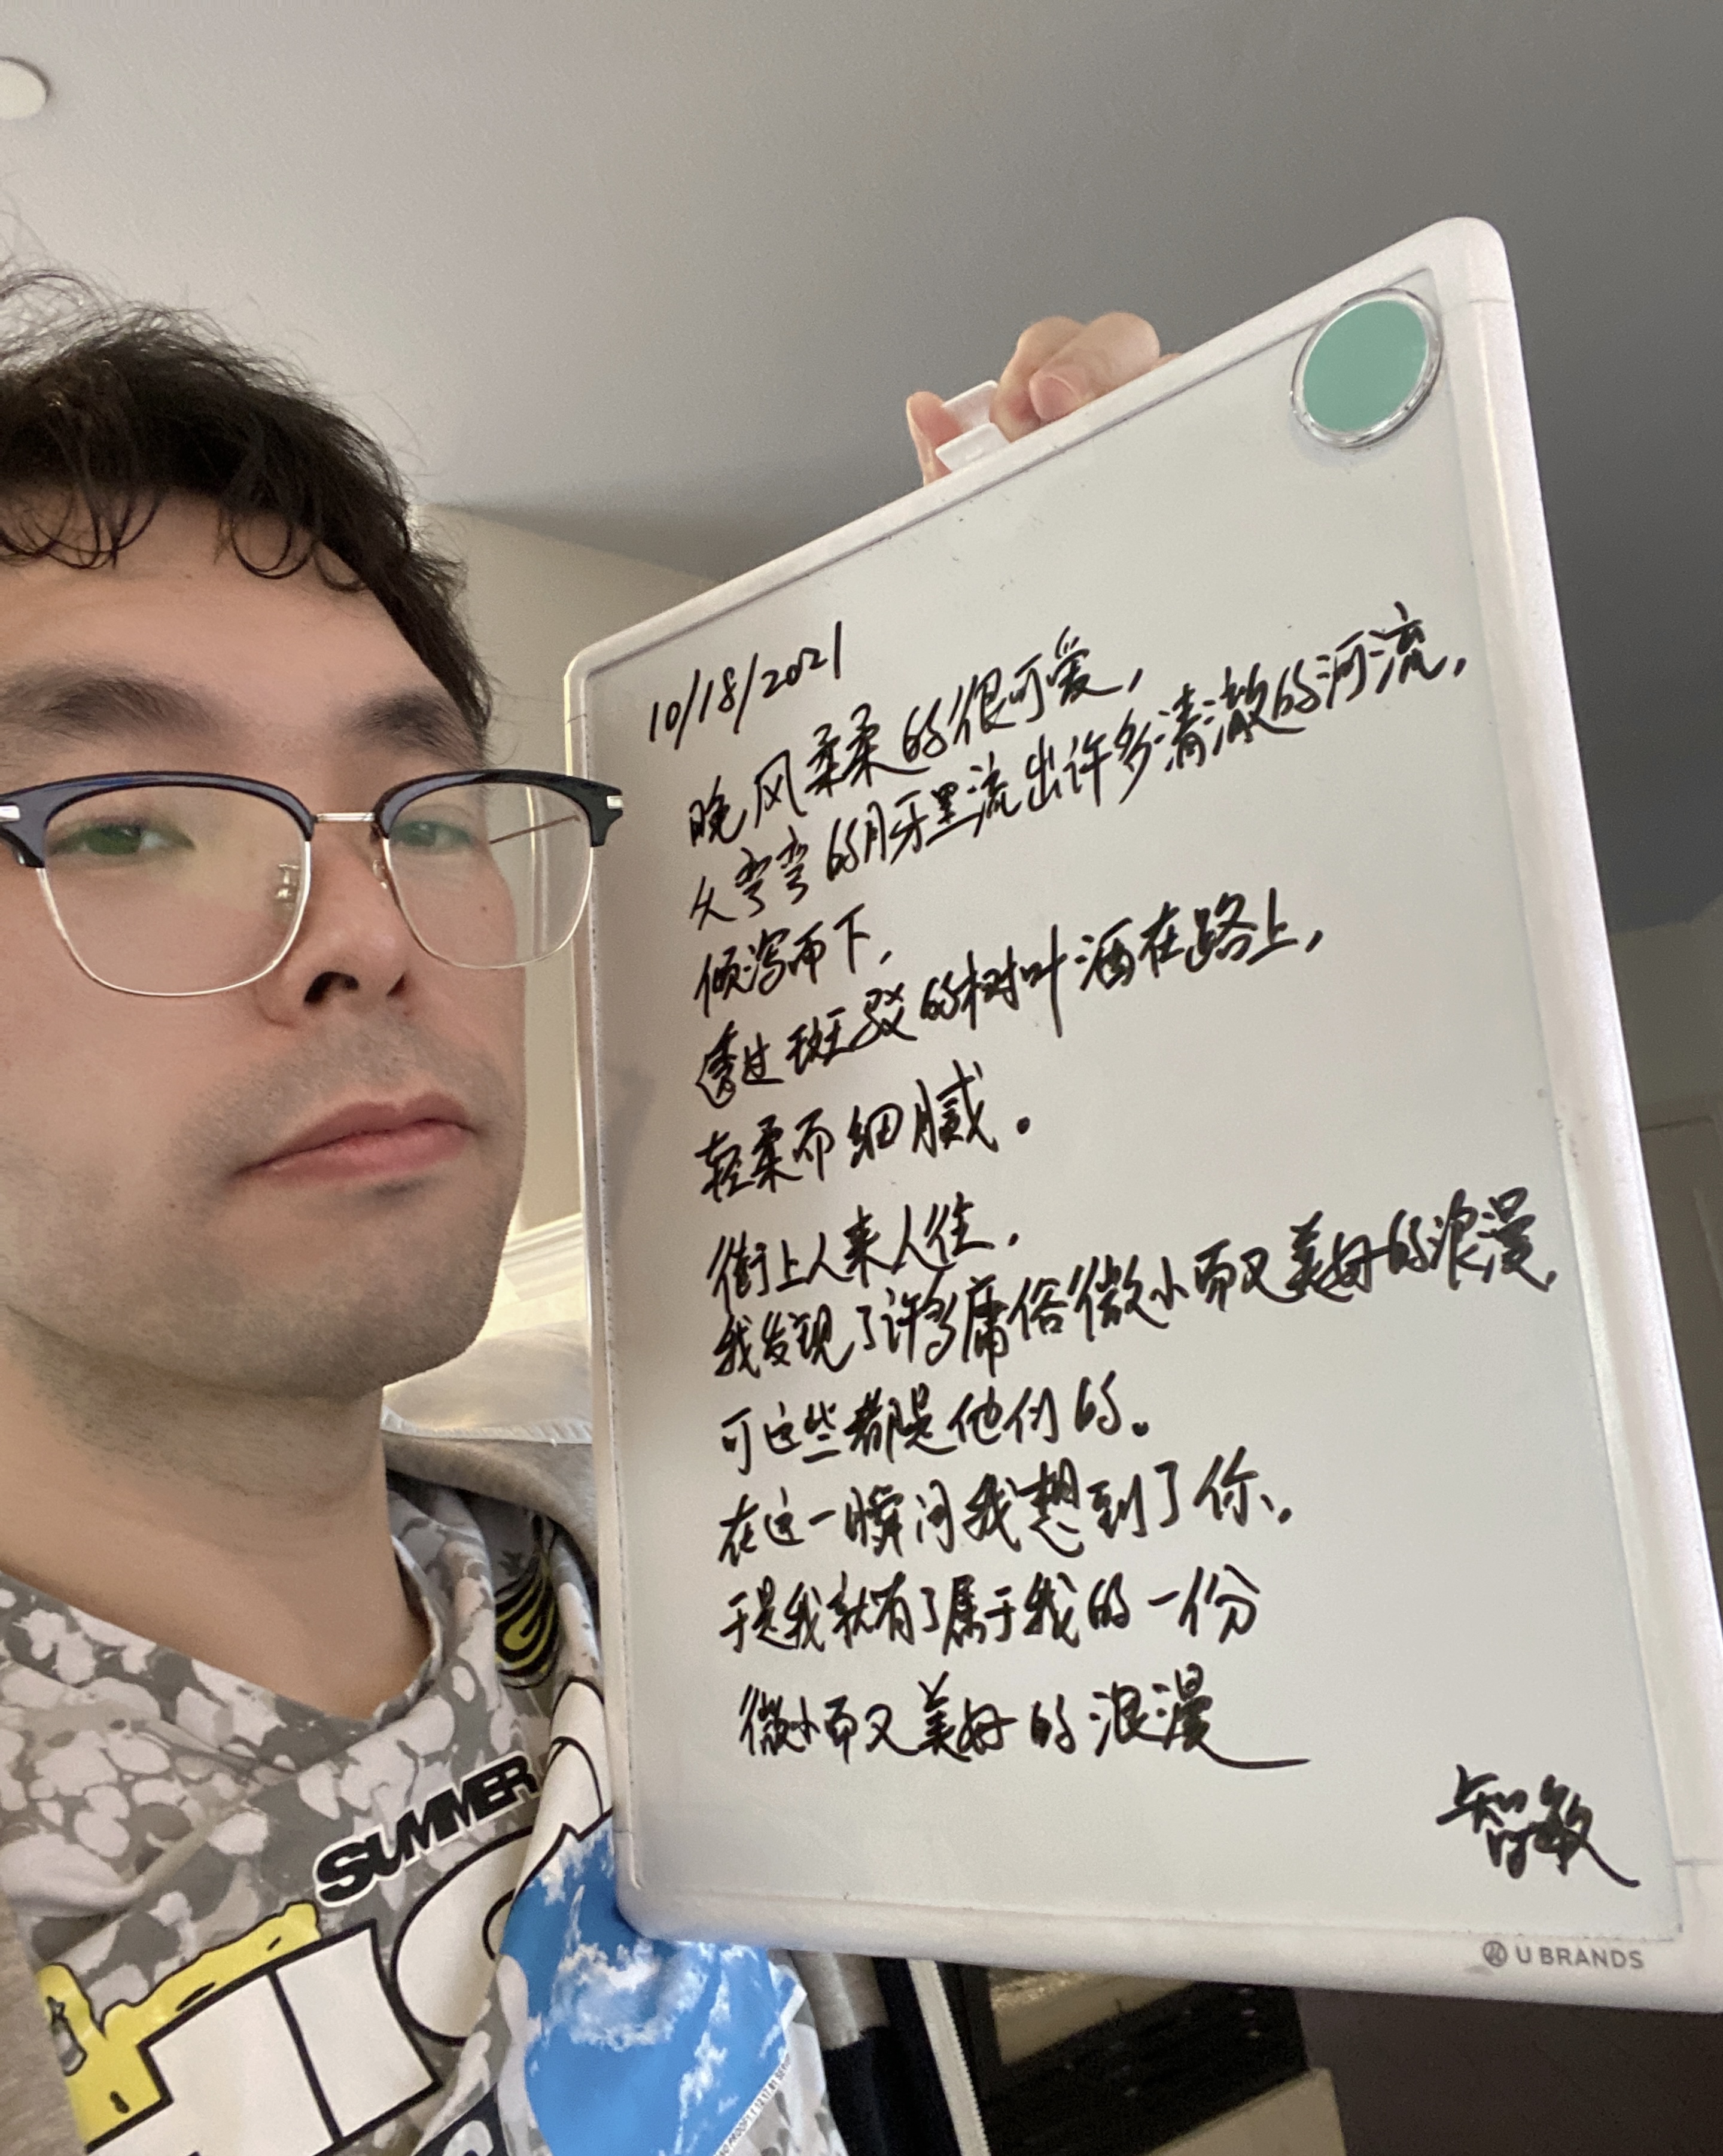 10/18/2021
晚风柔柔的很可爱，
从弯弯的月牙里流出许多清澈的河流，
倾泻而下，
透过斑驳的树叶洒在路上，
轻柔而细腻。
街上人来人往，
我发现了许多庸俗微小而又美好的浪漫，
可这些都是他们的。
在这一瞬间我想到了你、，
于是我就有了属于我的一份
微小而又美好的浪漫
智敏
U BRANDS
SUMMER